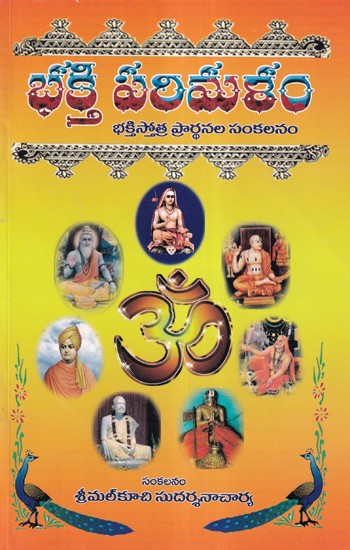 భక్తి పరిమళం
భక్తిస్తోత్ర ప్రార్థనల సంకలనం
ॐ
సంకలనం
శ్రీమల్‌కూచి సుదర్శనాచార్య